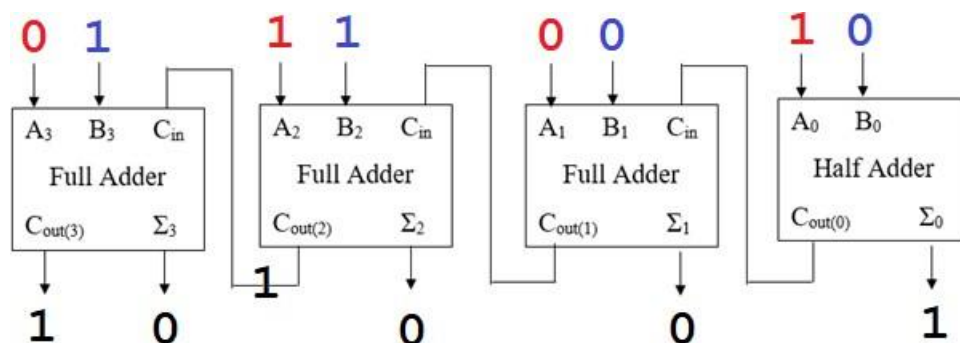 0 1 1 1 0 0 1 0
A₃ B₃ Cᵢₙ A₂ B₂ Cᵢₙ A₁ B₁ Cᵢₙ A₀ B₀
Full Adder Full Adder Full Adder Half Adder
Cout(3) Σ₃ Cout(2) Σ₂ Cout(1) Σ₁ Cout(0) Σ₀
1
1 0 0 0 1